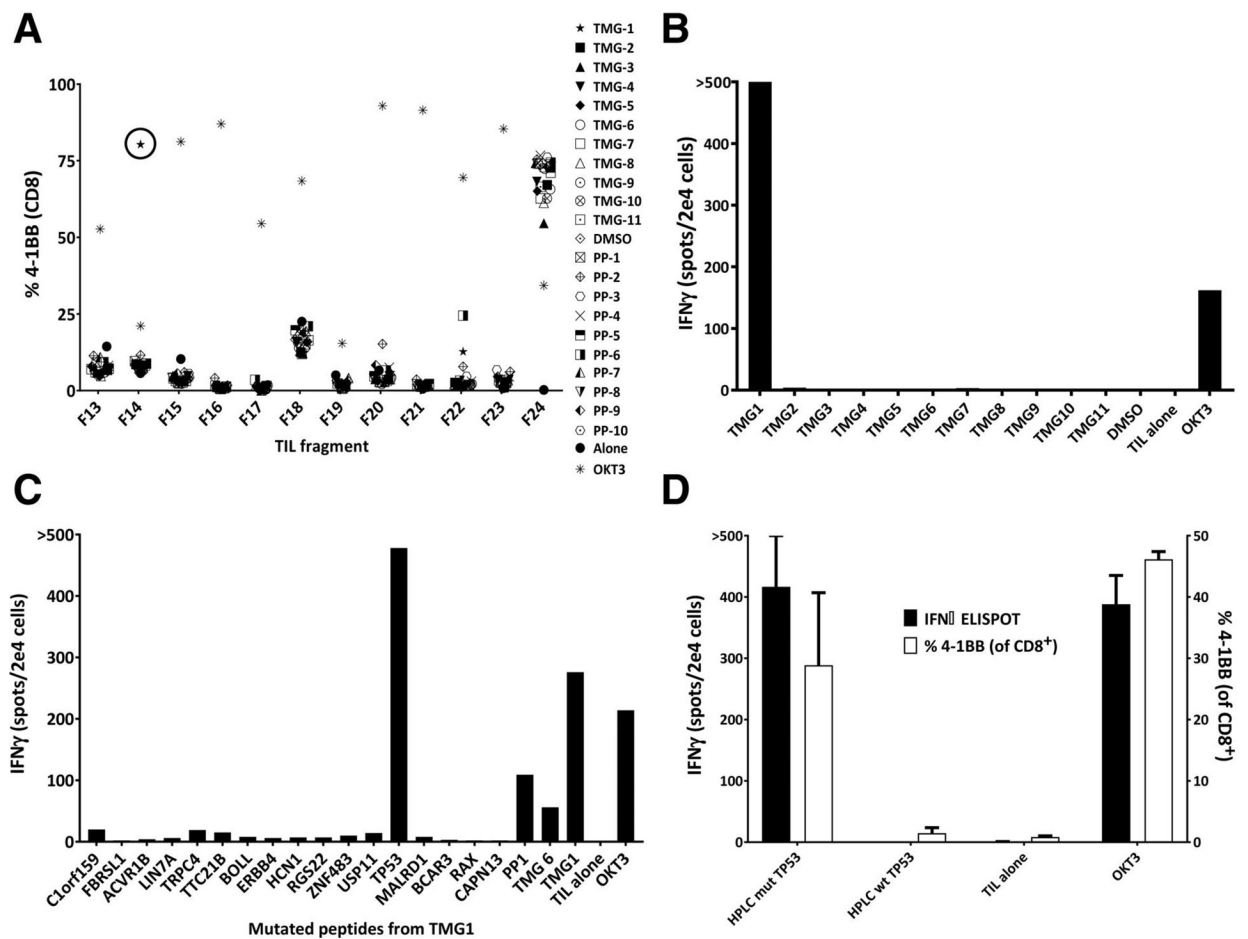 A
100
75
50
25
0
% 4-1BB (CD8)
F13 F14 F15 F16 F17 F18 F19 F20 F21 F22 F23 F24
TIL fragment
TMG-1
TMG-2
TMG-3
TMG-4
TMG-5
TMG-6
TMG-7
TMG-8
TMG-9
TMG-10
TMG-11
DMSO
PP-1
PP-2
PP-3
PP-4
PP-5
PP-6
PP-7
PP-8
PP-9
PP-10
Alone
OKT3
B
>500
400
300
200
100
0
IFNγ (spots/2e4 cells)
TMG1 TMG2 TMG3 TMG4 TMG5 TMG6 TMG7 TMG8 TMG9 TMG10 TMG11 DMSO TIL alone OKT3
C
>500
400
300
200
100
0
IFNγ (spots/2e4 cells)
C1orf159 FBRSL1 ACVR1B LIN7A TRPC4 TTC21B BOLL ERBB4 HCN1 RGS22 ZNF483 USP11 TP53 MALRD1 BCAR3 RAX CAPN13 PP1 TMG 6 TMG1 TIL alone OKT3
Mutated peptides from TMG1
D
>500
400
300
200
100
0
IFNγ (spots/2e4 cells)
IFN▯ ELISPOT
% 4-1BB (of CD8+)
50
40
30
20
10
0
% 4-1BB (of CD8+)
HPLC mut TP53 HPLC wt TP53 TIL alone OKT3